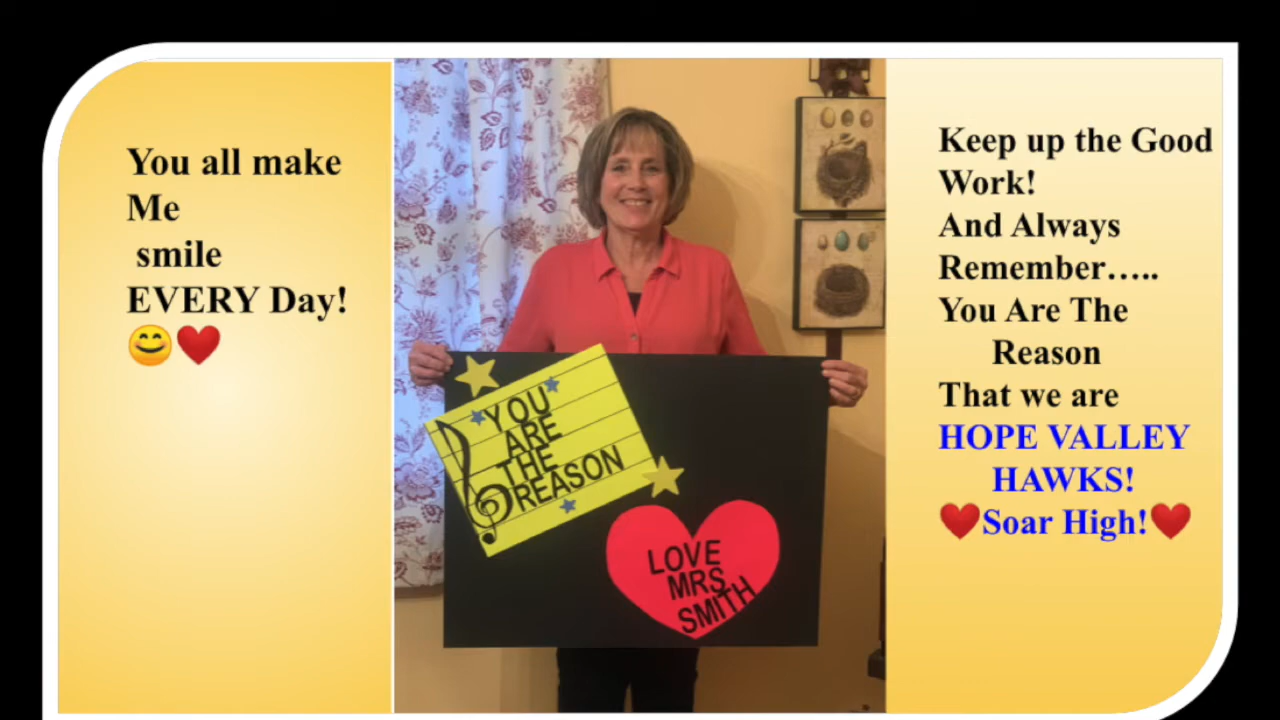 You all make
Me
smile
EVERY Day!
😊❤️
YOU
ARE
THE
REASON
LOVE
MRS
SMITH
Keep up the Good
Work!
And Always
Remember…..
You Are The
Reason
That we are
HOPE VALLEY
HAWKS!
❤️Soar High!❤️